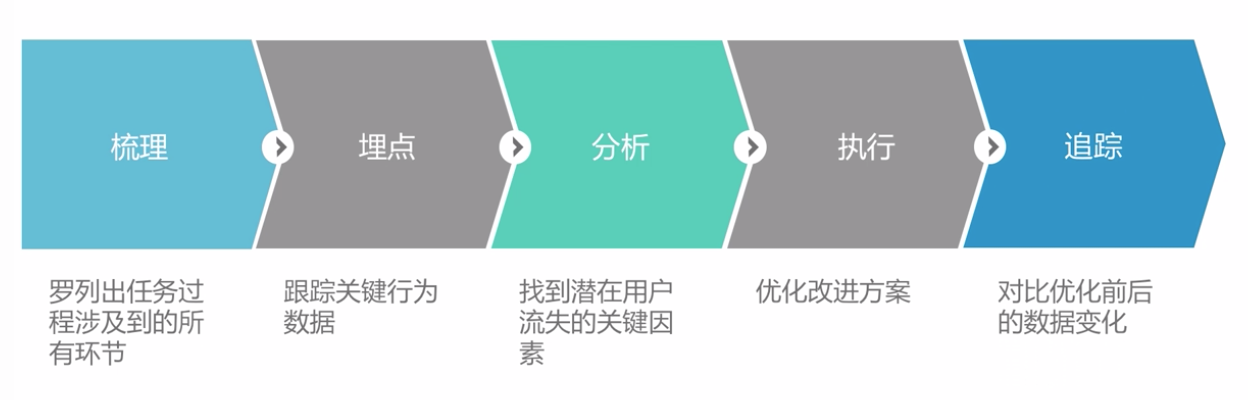 梳理
埋点
分析
执行
追踪
罗列出任务过
程涉及到的所
有环节
跟踪关键行为
数据
找到潜在用户
流失的关键因
素
优化改进方案
对比优化前后
的数据变化